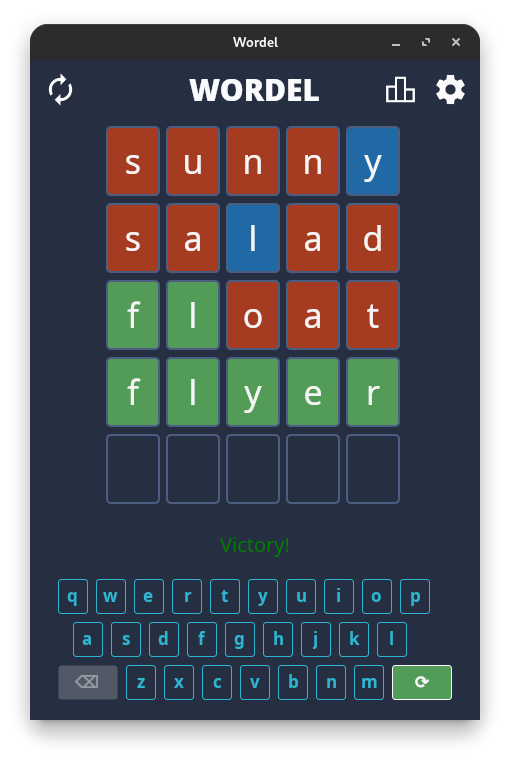 Wordel
WORDEL
s u n n y
s a l a d
f l o a t
f l y e r
Victory!
q w e r t y u i o p
a s d f g h j k l
z x c v b n m